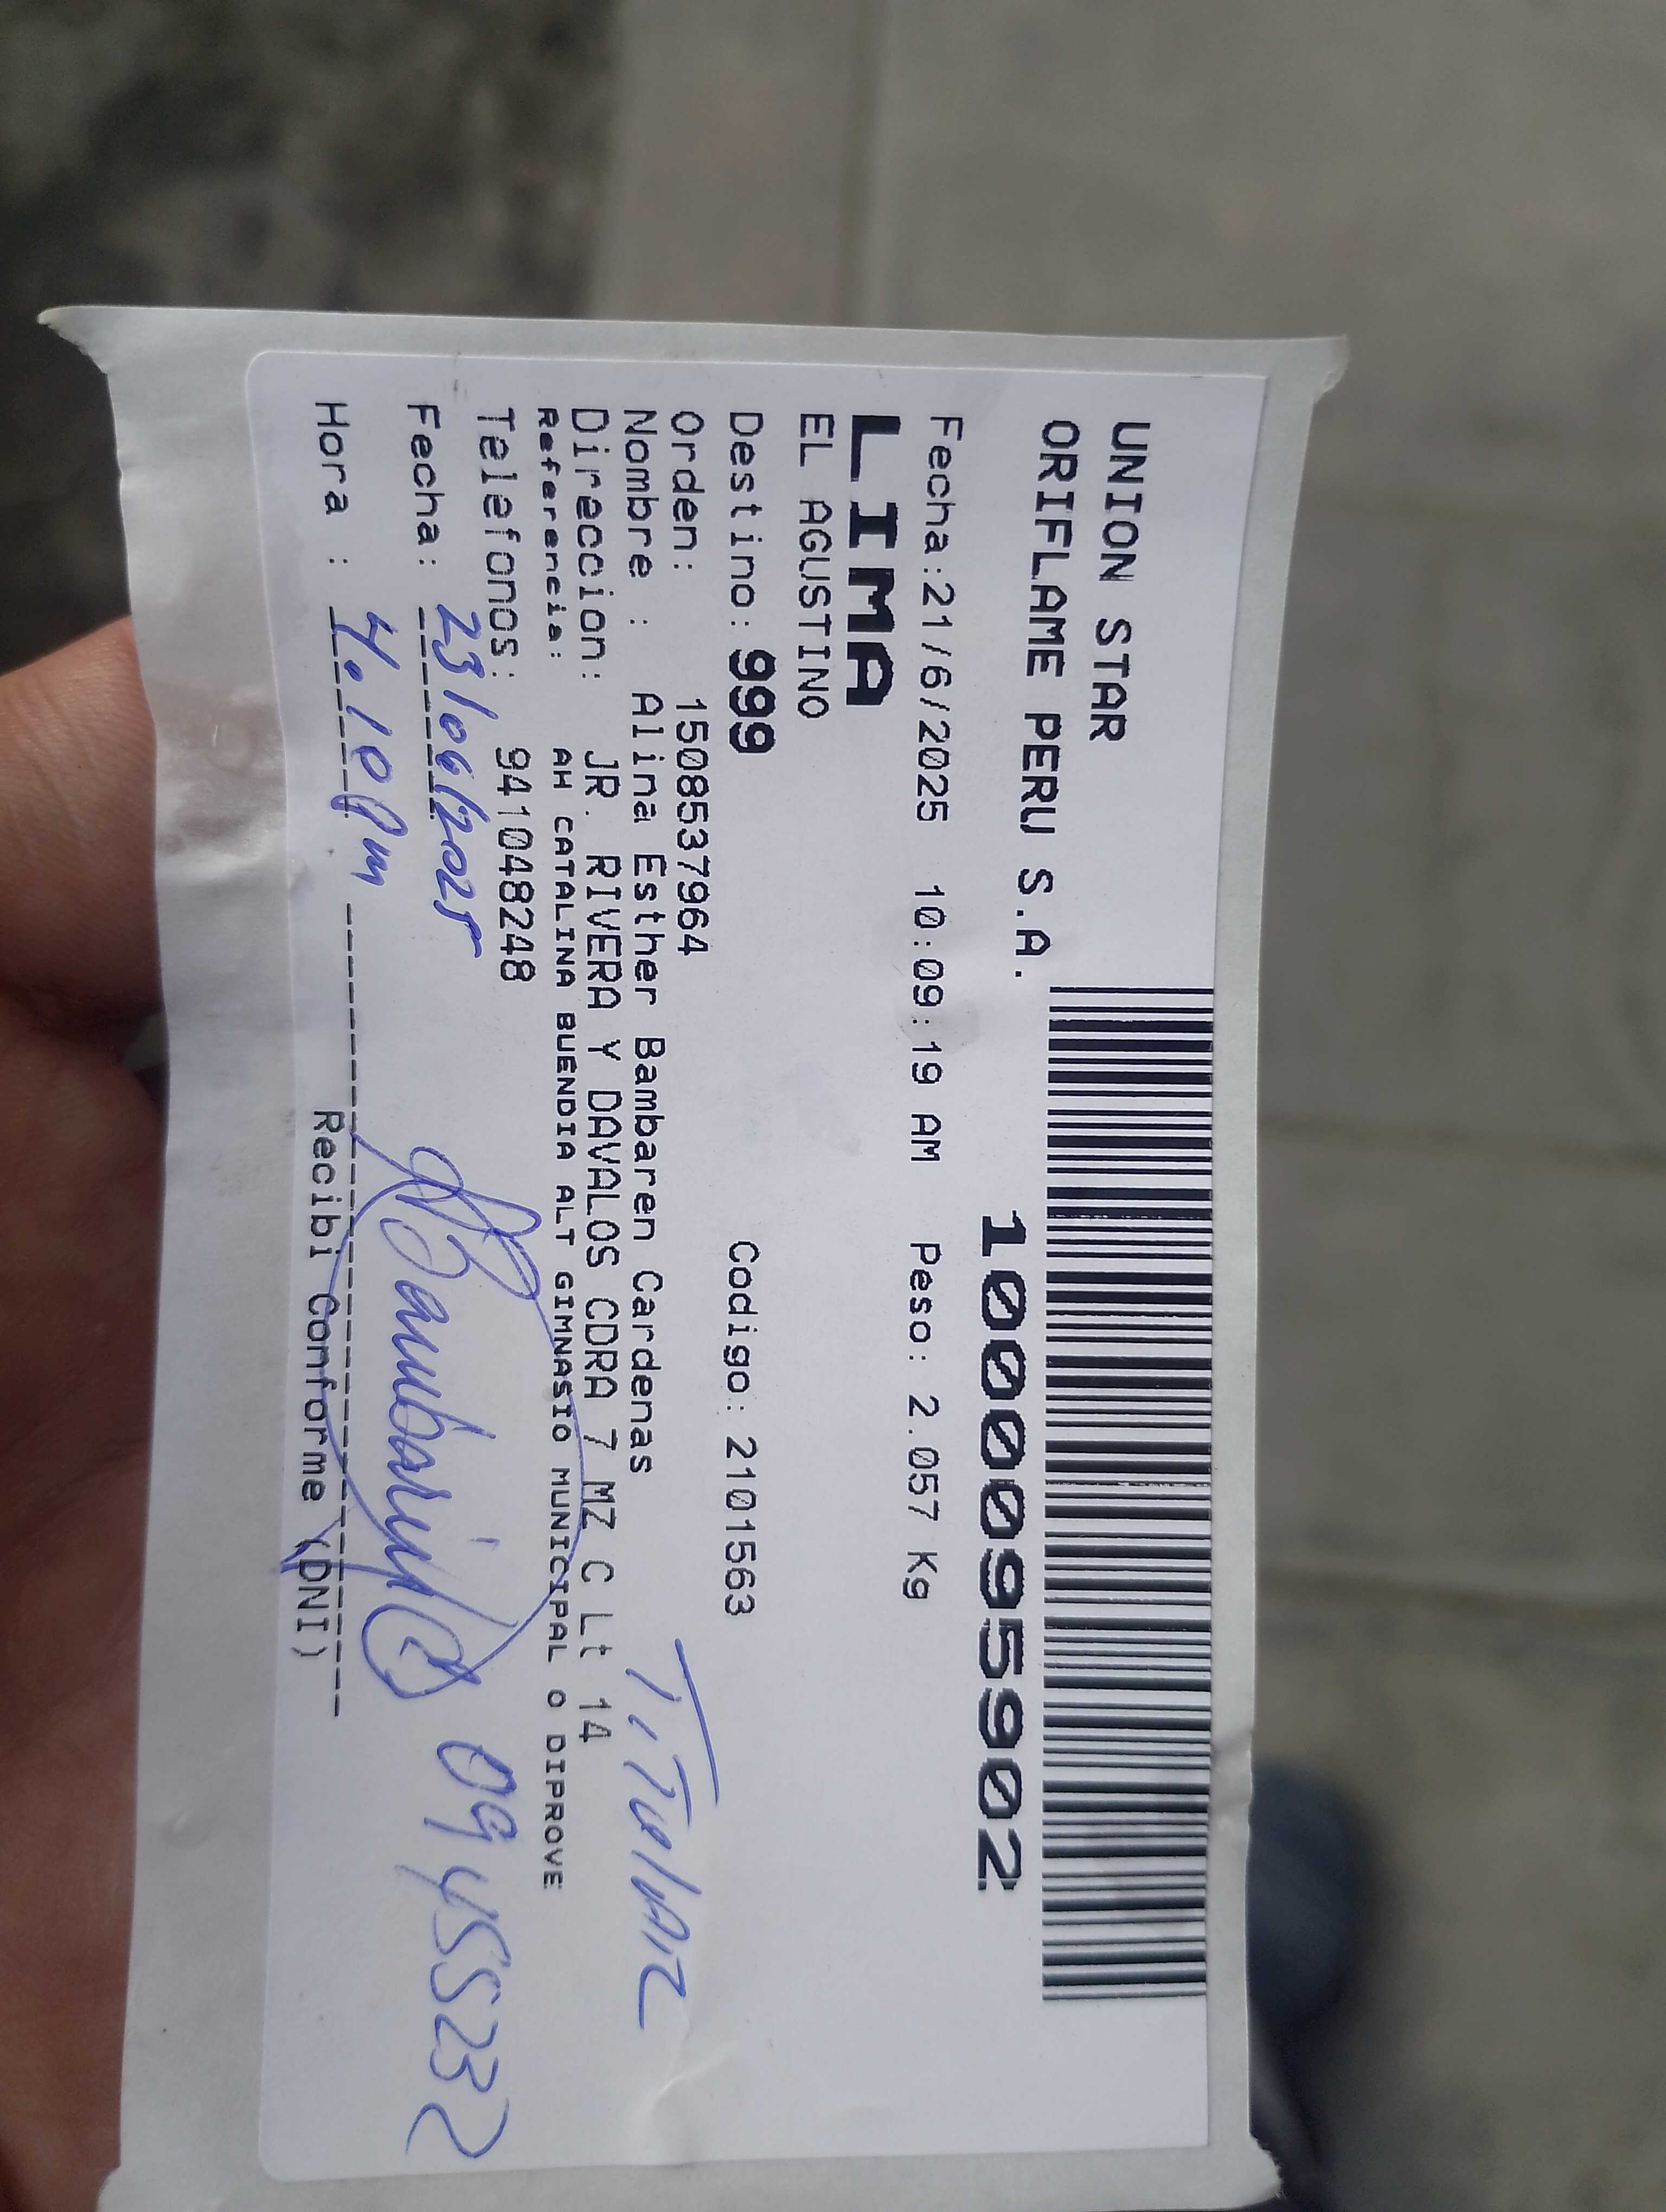 UNION STAR
ORIFLAME PERU S.A.
10000095902
Fecha:21/6/2025 10:09:19 AM Peso: 2.057 Kg
LIMA
EL AGUSTINO
Destino: 999 Codigo: 2101563
Orden: 1508537964
Nombre : Alina Esther Bambaren Cardenas
Titular
Direccion: JR. RIVERA Y DAVALOS CDRA 7 MZ C Lt 14
Referencia: AH CATALINA BUENDIA ALT GIMNASIO MUNICIPAL O DIPROVE
Telefonos: 941048248
Fecha: 23/06/2025
09455232
Hora : 4.10pm
Recibi Conforme (DNI)